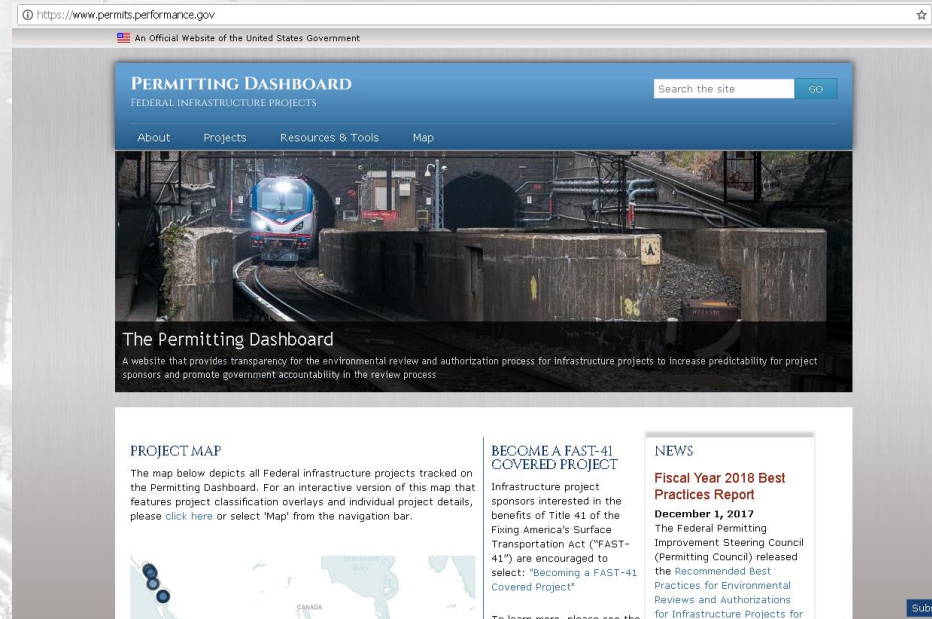 https://www.permits.performance.gov
An Official Website of the United States Government
PERMITTING DASHBOARD
FEDERAL INFRASTRUCTURE PROJECTS
Search the site
GO
About Projects Resources & Tools Map
The Permitting Dashboard
A website that provides transparency for the environmental review and authorization process for infrastructure projects to increase predictability for project
sponsors and promote government accountability in the review process
PROJECT MAP
The map below depicts all Federal infrastructure projects tracked on
the Permitting Dashboard. For an interactive version of this map that
features project classification overlays and individual project details,
please click here or select 'Map' from the navigation bar.
CANADA
BECOME A FAST-41
COVERED PROJECT
Infrastructure project
sponsors interested in the
benefits of Title 41 of the
Fixing America's Surface
Transportation Act ("FAST-
41") are encouraged to
select: "Becoming a FAST-41
Covered Project"
To learn more, please see the
NEWS
Fiscal Year 2018 Best
Practices Report
December 1, 2017
The Federal Permitting
Improvement Steering Council
(Permitting Council) released
the Recommended Best
Practices for Environmental
Reviews and Authorizations
for Infrastructure Projects for